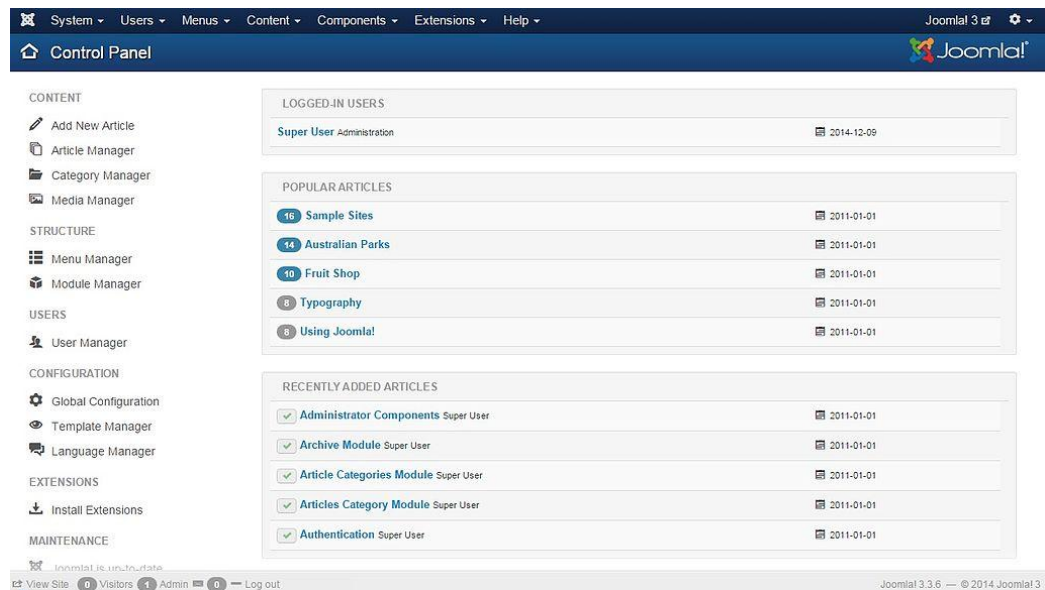 System Users Menus Content Components Extensions Help Joomla! 3
Control Panel Joomla!
CONTENT
Add New Article
Article Manager
Category Manager
Media Manager
STRUCTURE
Menu Manager
Module Manager
USERS
User Manager
CONFIGURATION
Global Configuration
Template Manager
Language Manager
EXTENSIONS
Install Extensions
MAINTENANCE
Joomla! is up-to-date
LOGGED-IN USERS
Super User Administration 2014-12-09
POPULAR ARTICLES
16 Sample Sites 2011-01-01
14 Australian Parks 2011-01-01
10 Fruit Shop 2011-01-01
8 Typography 2011-01-01
8 Using Joomla! 2011-01-01
RECENTLY ADDED ARTICLES
Administrator Components Super User 2011-01-01
Archive Module Super User 2011-01-01
Article Categories Module Super User 2011-01-01
Articles Category Module Super User 2011-01-01
Authentication Super User 2011-01-01
View Site 0 Visitors 1 Admin 0 Log out Joomla! 3.3.6 — © 2014 Joomla! 3